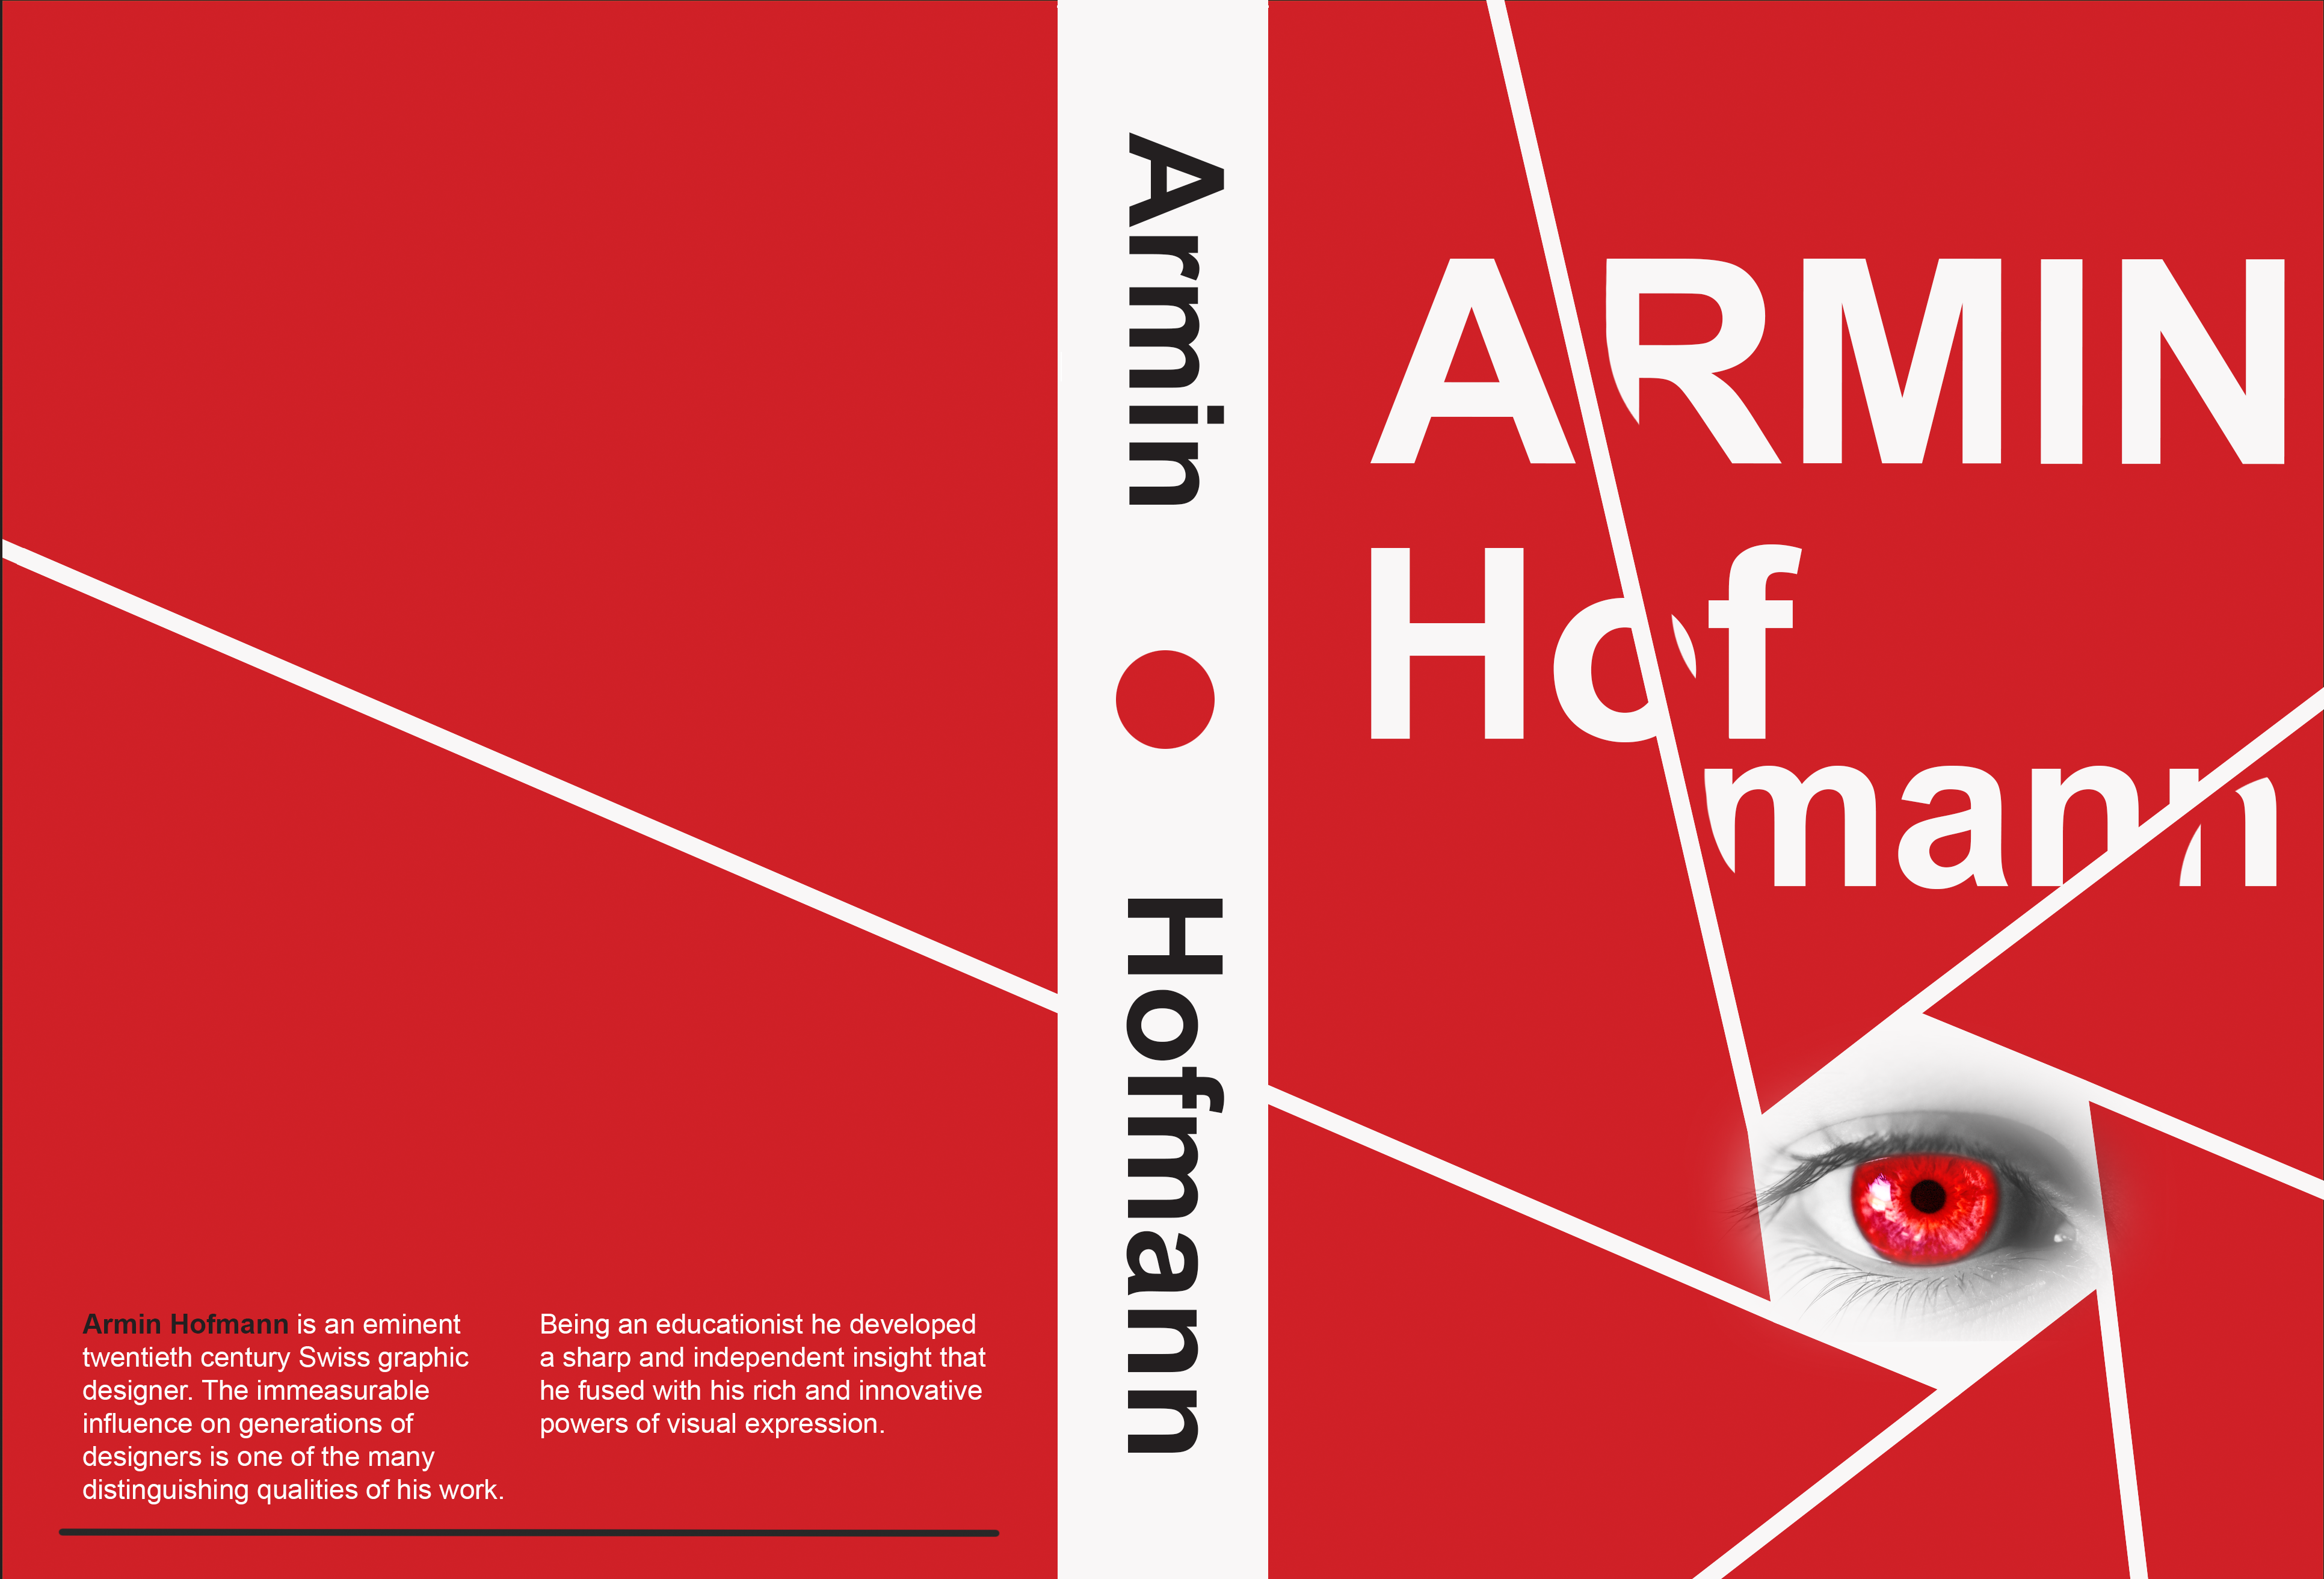 Armin Hofmann is an eminent
twentieth century Swiss graphic
designer. The immeasurable
influence on generations of
designers is one of the many
distinguishing qualities of his work.
Being an educationist he developed
a sharp and independent insight that
he fused with his rich and innovative
powers of visual expression.
Armin Hofmann
ARMIN
Hof
mann